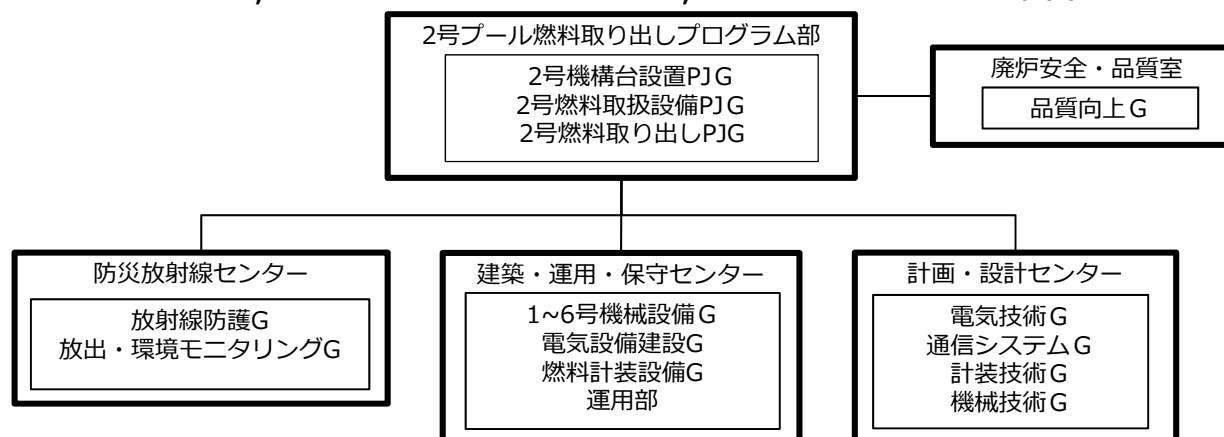 2号プール燃料取り出しプログラム部
2号機構台設置PJG
2号燃料取扱設備PJG
2号燃料取り出しPJG
廃炉安全・品質室
品質向上G
防災放射線センター
放射線防護G
放出・環境モニタリングG
建築・運用・保守センター
1~6号機械設備G
電気設備建設G
燃料計装設備G
運用部
計画・設計センター
電気技術G
通信システムG
計装技術G
機械技術G